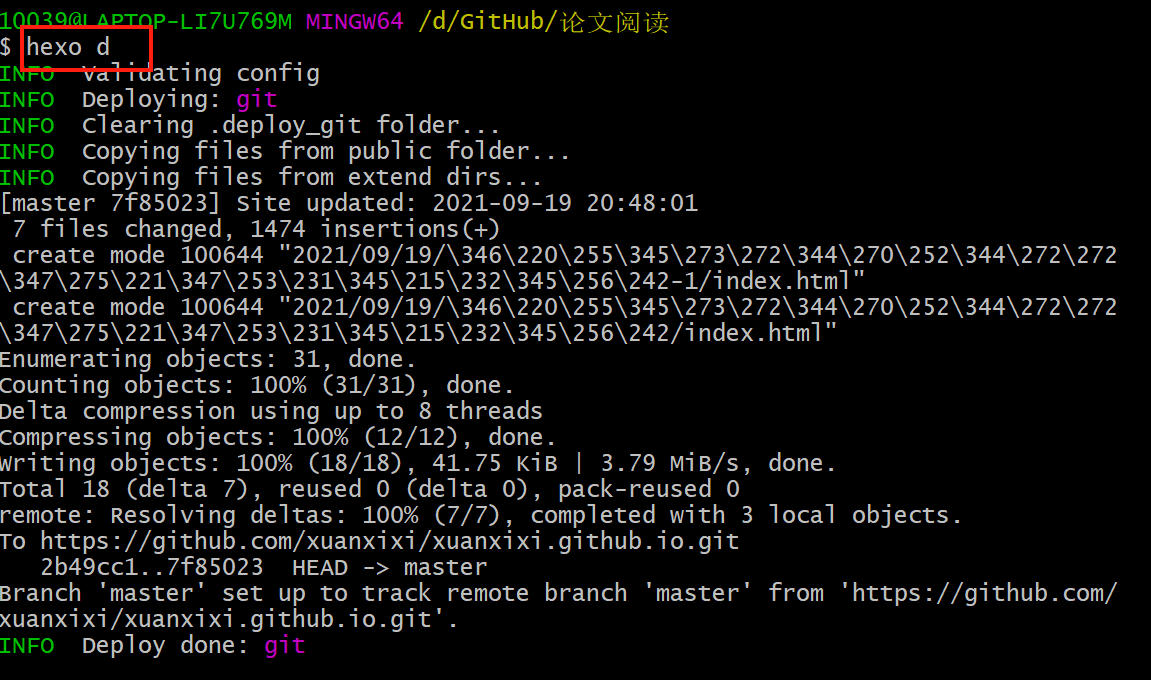 10039@LAPTOP-LI7U769M MINGW64 /d/GitHub/论文阅读
$ hexo d
INFO  Validating config
INFO  Deploying: git
INFO  Clearing .deploy_git folder...
INFO  Copying files from public folder...
INFO  Copying files from extend dirs...
[master 7f85023] Site updated: 2021-09-19 20:48:01
 7 files changed, 1474 insertions(+)
 create mode 100644 "2021/09/19/\346\220\255\345\273\272\344\270\252\344\272\272
\347\275\221\347\253\231\345\215\232\345\256\242-1/index.html"
 create mode 100644 "2021/09/19/\346\220\255\345\273\272\344\270\252\344\272\272
\347\275\221\347\253\231\345\215\232\345\256\242/index.html"
Enumerating objects: 31, done.
Counting objects: 100% (31/31), done.
Delta compression using up to 8 threads
Compressing objects: 100% (12/12), done.
Writing objects: 100% (18/18), 41.75 KiB | 3.79 MiB/s, done.
Total 18 (delta 7), reused 0 (delta 0), pack-reused 0
remote: Resolving deltas: 100% (7/7), completed with 3 local objects.
To https://github.com/xuanxixi/xuanxixi.github.io.git
   2b49cc1..7f85023  HEAD -> master
Branch 'master' set up to track remote branch 'master' from 'https://github.com/
xuanxixi/xuanxixi.github.io.git'.
INFO  Deploy done: git